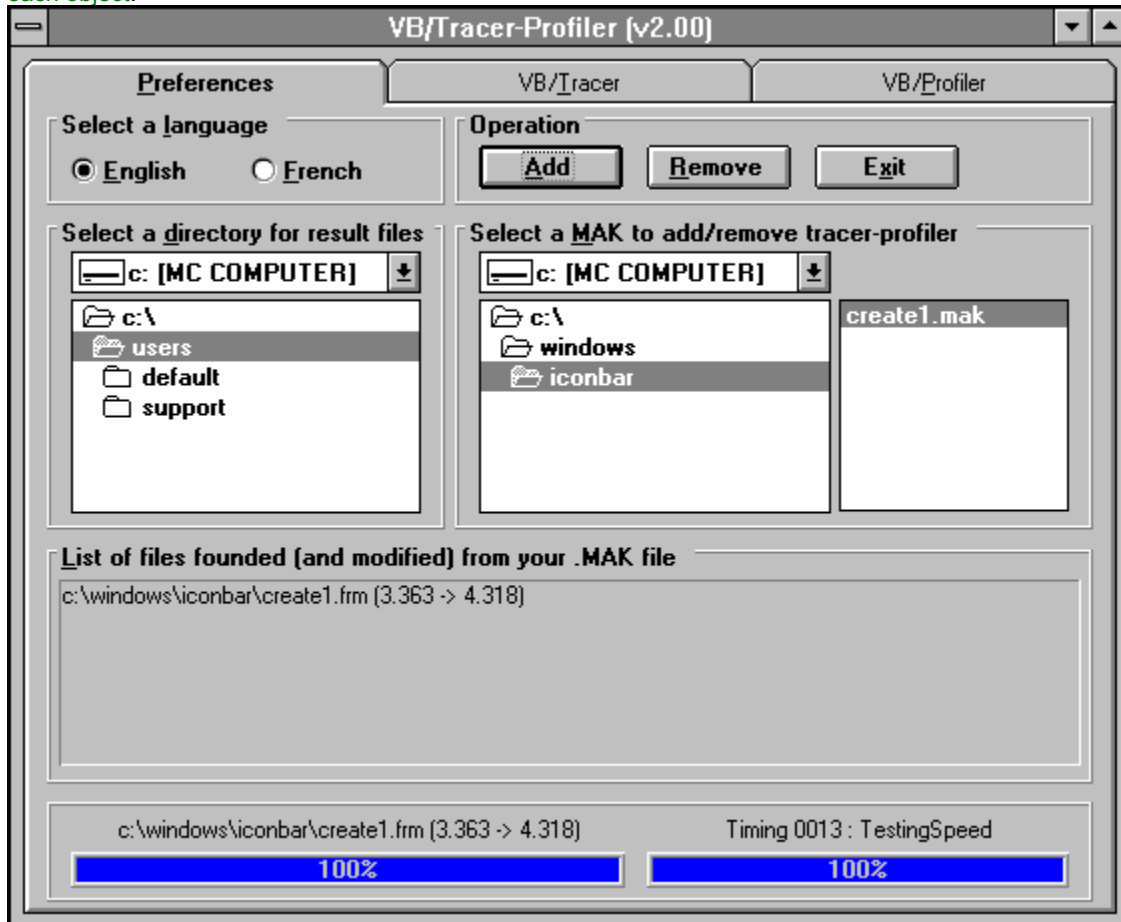 such object.
VB/Tracer-Profiler (v2.00)
Preferences
VB/Tracer
VB/Profiler
Select a language
English
French
Operation
Add
Remove
Exit
Select a directory for result files
c: [MC COMPUTER]
c:\
users
default
support
Select a MAK to add/remove tracer-profiler
c: [MC COMPUTER]
c:\
windows
iconbar
create1.mak
List of files founded (and modified) from your .MAK file
c:\windows\iconbar\create1.frm (3.363 -> 4.318)
c:\windows\iconbar\create1.frm (3.363 -> 4.318)
100%
Timing 0013 : TestingSpeed
100%